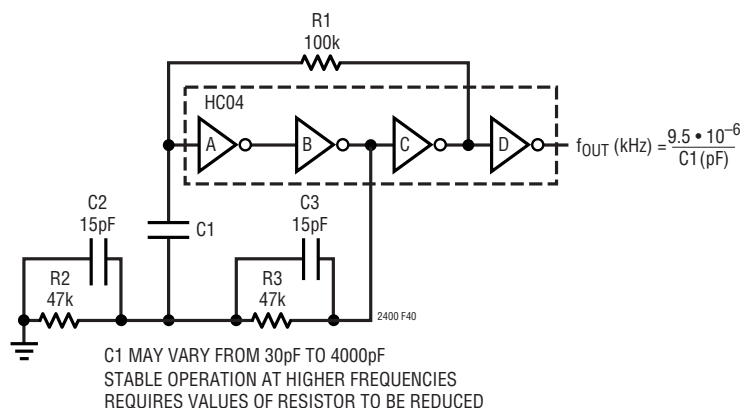 R1
100k
HC04
A
B
C
D
f_OUT (kHz) = 9.5 • 10^–6
C1(pF)
C2
15pF
C1
C3
15pF
R2
47k
R3
47k
2400 F40
C1 MAY VARY FROM 30pF TO 4000pF
STABLE OPERATION AT HIGHER FREQUENCIES
REQUIRES VALUES OF RESISTOR TO BE REDUCED